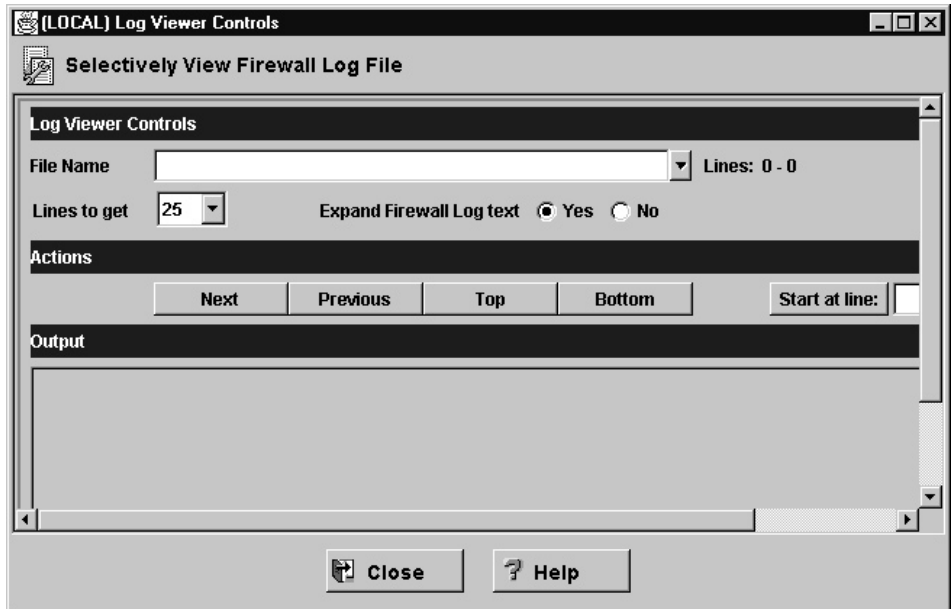 (LOCAL) Log Viewer Controls
Selectively View Firewall Log File
Log Viewer Controls
File Name Lines: 0 - 0
Lines to get 25 Expand Firewall Log text Yes No
Actions
Next Previous Top Bottom Start at line:
Output
Close Help